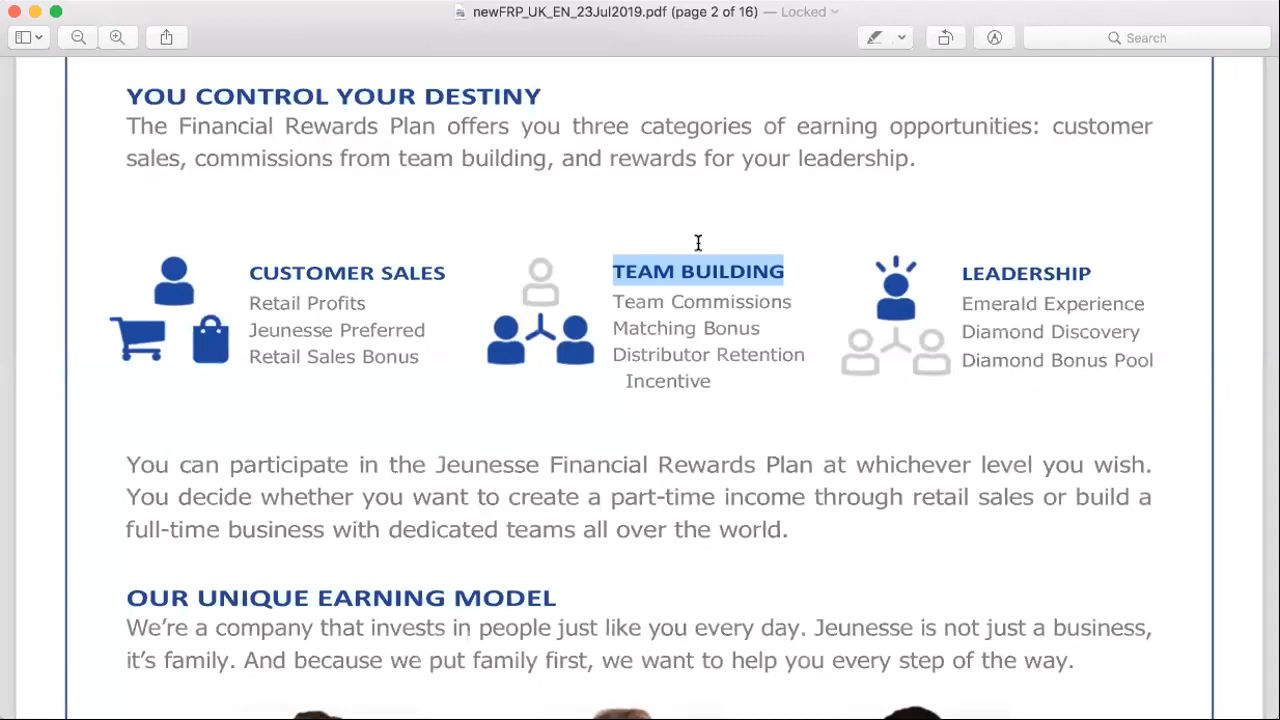 newFRP_UK_EN_23Jul2019.pdf (page 2 of 16) — Locked
Search
YOU CONTROL YOUR DESTINY
The Financial Rewards Plan offers you three categories of earning opportunities: customer
sales, commissions from team building, and rewards for your leadership.
CUSTOMER SALES
Retail Profits
Jeunesse Preferred
Retail Sales Bonus
TEAM BUILDING
Team Commissions
Matching Bonus
Distributor Retention
Incentive
LEADERSHIP
Emerald Experience
Diamond Discovery
Diamond Bonus Pool
You can participate in the Jeunesse Financial Rewards Plan at whichever level you wish.
You decide whether you want to create a part-time income through retail sales or build a
full-time business with dedicated teams all over the world.
OUR UNIQUE EARNING MODEL
We’re a company that invests in people just like you every day. Jeunesse is not just a business,
it’s family. And because we put family first, we want to help you every step of the way.